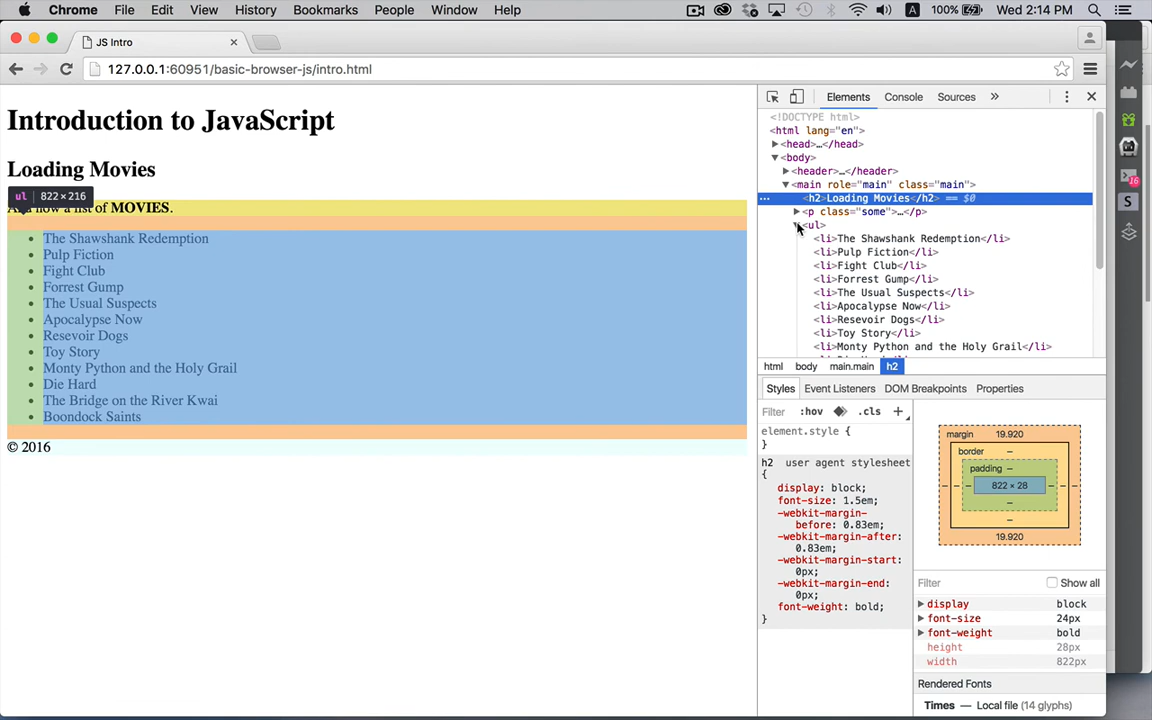 Chrome File Edit View History Bookmarks People Window Help A 100% Wed 2:14 PM
JS Intro ×
127.0.0.1:60951/basic-browser-js/intro.html
Introduction to JavaScript
Loading Movies
ul 822 × 216
And now a list of MOVIES.
The Shawshank Redemption
Pulp Fiction
Fight Club
Forrest Gump
The Usual Suspects
Apocalypse Now
Resevoir Dogs
Toy Story
Monty Python and the Holy Grail
Die Hard
The Bridge on the River Kwai
Boondock Saints
© 2016
Elements Console Sources »
<!DOCTYPE html>
<html lang="en">
<head>…</head>
<body>
<header>…</header>
<main role="main" class="main">
<h2>Loading Movies</h2> == $0
<p class="some">…</p>
<ul>
<li>The Shawshank Redemption</li>
<li>Pulp Fiction</li>
<li>Fight Club</li>
<li>Forrest Gump</li>
<li>The Usual Suspects</li>
<li>Apocalypse Now</li>
<li>Resevoir Dogs</li>
<li>Toy Story</li>
<li>Monty Python and the Holy Grail</li>
html body main.main h2
Styles Event Listeners DOM Breakpoints Properties
Filter :hov .cls +
element.style {
}
h2 user agent stylesheet
{
display: block;
font-size: 1.5em;
-webkit-margin-
before: 0.83em;
-webkit-margin-after:
0.83em;
-webkit-margin-start:
0px;
-webkit-margin-end:
0px;
font-weight: bold;
}
margin 19.920
border –
padding –
822 × 28
–
–
19.920
Filter Show all
display block
font-size 24px
font-weight bold
height 28px
width 822px
Rendered Fonts
Times — Local file (14 glyphs)
16
S